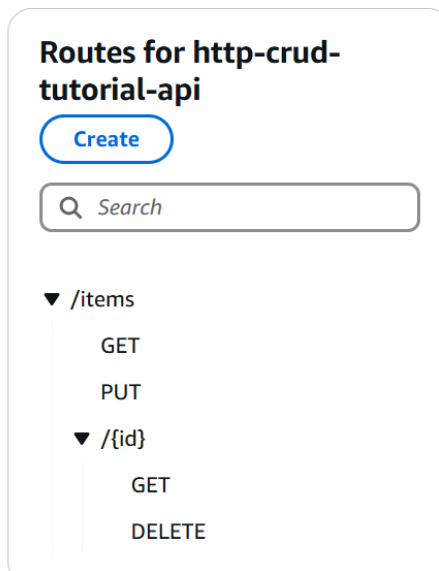 Routes for http-crud-
tutorial-api
Create
Search
/items
GET
PUT
/{id}
GET
DELETE